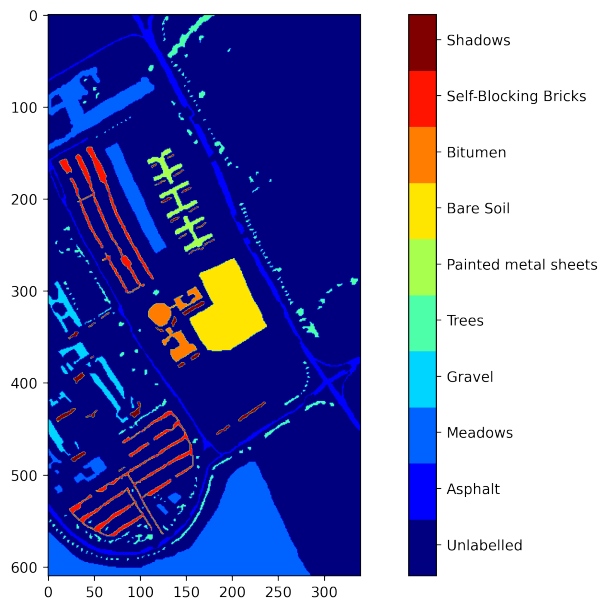 0
100
200
300
400
500
600
0 50 100 150 200 250 300
Shadows
Self-Blocking Bricks
Bitumen
Bare Soil
Painted metal sheets
Trees
Gravel
Meadows
Asphalt
Unlabelled